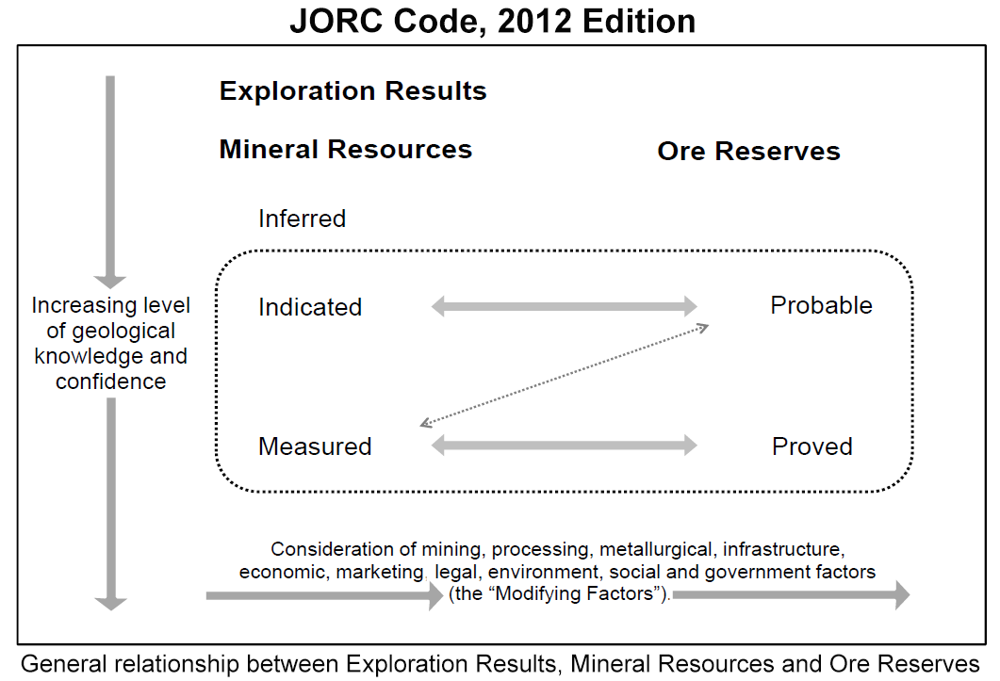 JORC Code, 2012 Edition
Exploration Results
Mineral Resources
Ore Reserves
Inferred
Indicated
Probable
Increasing level
of geological
knowledge and
confidence
Measured
Proved
Consideration of mining, processing, metallurgical, infrastructure,
economic, marketing, legal, environment, social and government factors
(the “Modifying Factors”).
General relationship between Exploration Results, Mineral Resources and Ore Reserves